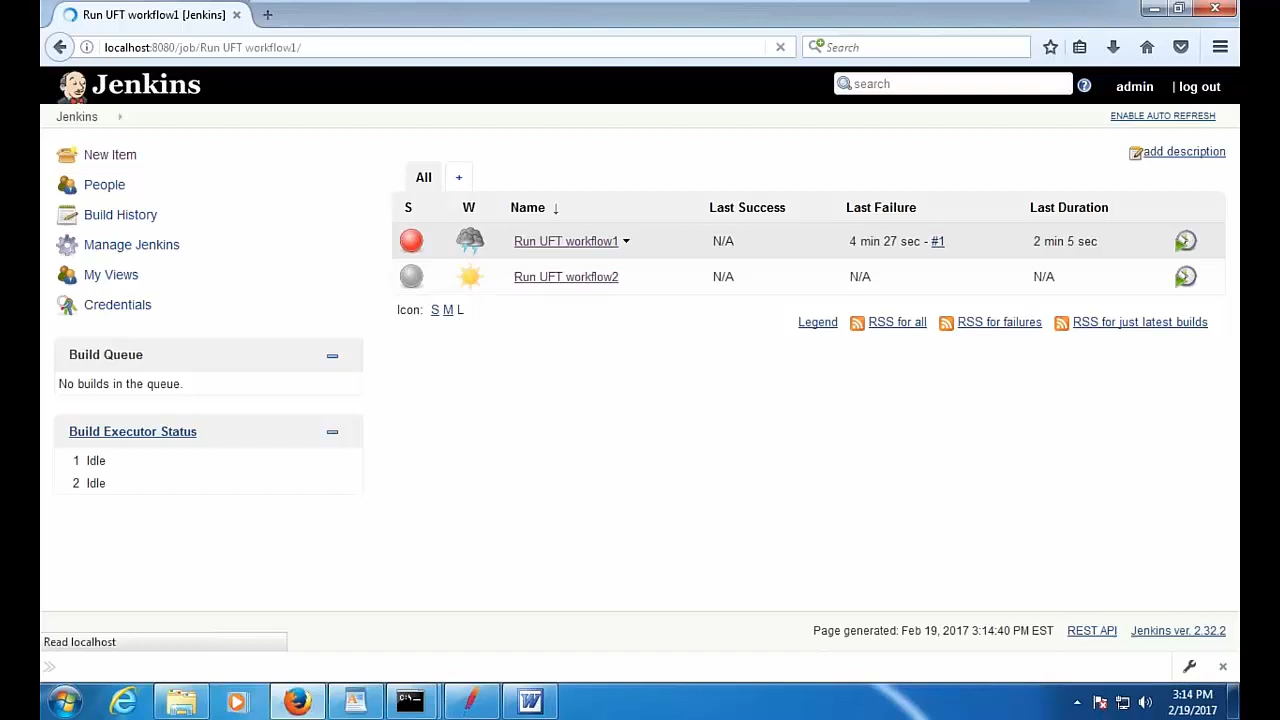 Run UFT workflow1 [Jenkins]
localhost:8080/job/Run UFT workflow1/
Search
Jenkins
search
admin
| log out
Jenkins
ENABLE AUTO REFRESH
New Item
People
Build History
Manage Jenkins
My Views
Credentials
add description
All +
S W Name ↓ Last Success Last Failure Last Duration
Run UFT workflow1 N/A 4 min 27 sec - #1 2 min 5 sec
Run UFT workflow2 N/A N/A N/A
Icon: S M L
Legend RSS for all RSS for failures RSS for just latest builds
Build Queue
No builds in the queue.
Build Executor Status
1 Idle
2 Idle
Page generated: Feb 19, 2017 3:14:40 PM EST REST API Jenkins ver. 2.32.2
Read localhost
3:14 PM
2/19/2017